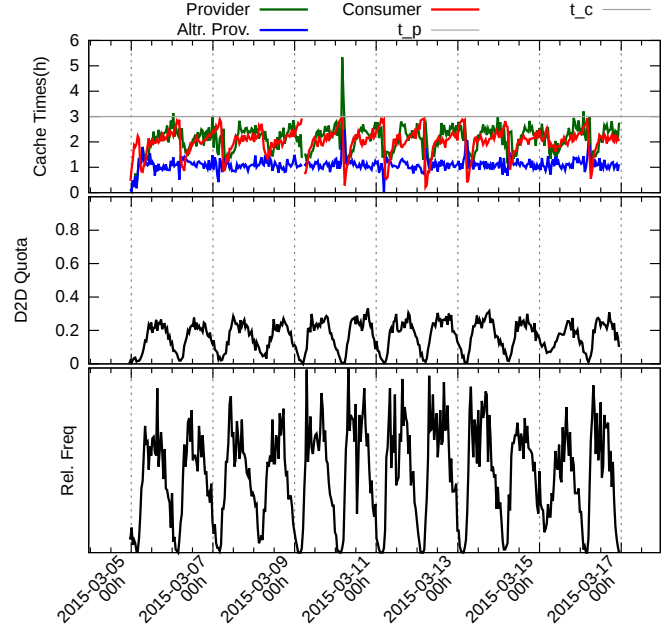 Provider Consumer t_c
Altr. Prov. t_p
Cache Times(h)
6
5
4
3
2
1
0
D2D Quota
0.8
0.6
0.4
0.2
0
Rel. Freq
2015-03-05 00h
2015-03-07 00h
2015-03-09 00h
2015-03-11 00h
2015-03-13 00h
2015-03-15 00h
2015-03-17 00h